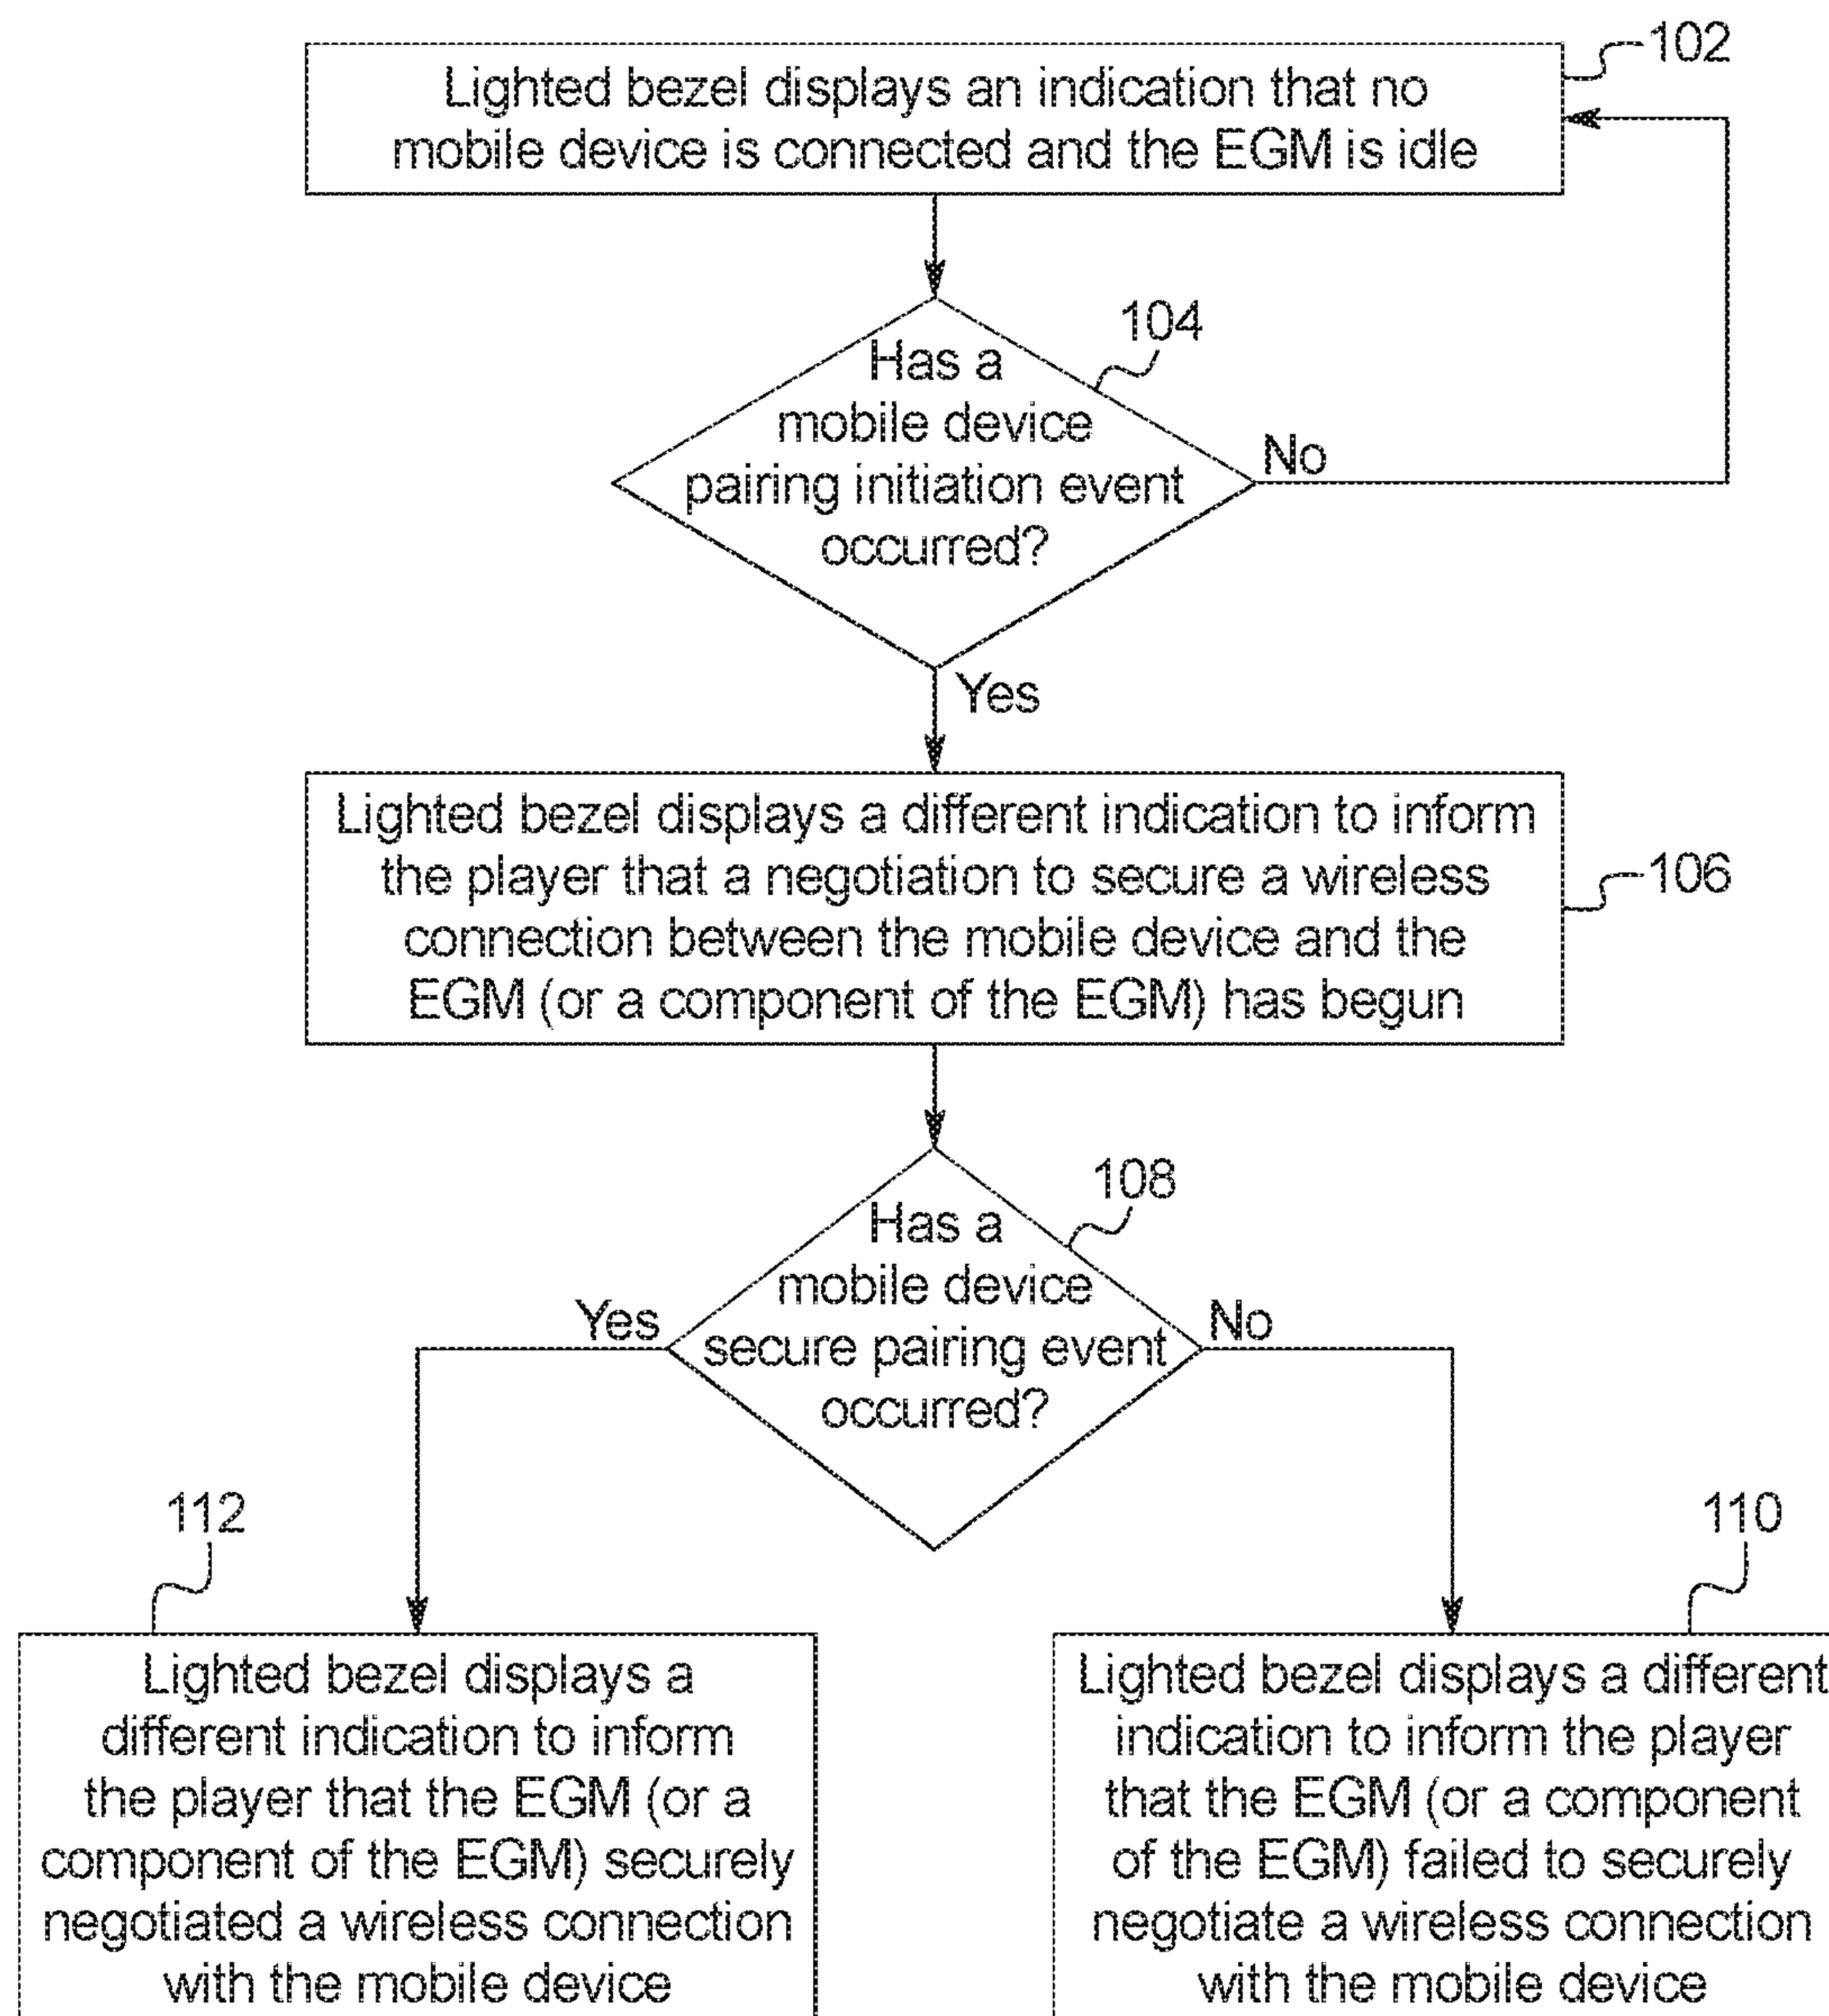 102
Lighted bezel displays an indication that no
mobile device is connected and the EGM is idle
104
Has a
mobile device
pairing initiation event
occurred?
No
Yes
Lighted bezel displays a different indication to inform
the player that a negotiation to secure a wireless
connection between the mobile device and the
EGM (or a component of the EGM) has begun
106
108
Has a
mobile device
secure pairing event
occurred?
Yes
No
112
Lighted bezel displays a
different indication to inform
the player that the EGM (or a
component of the EGM) securely
negotiated a wireless connection
with the mobile device
110
Lighted bezel displays a different
indication to inform the player
that the EGM (or a component
of the EGM) failed to securely
negotiate a wireless connection
with the mobile device